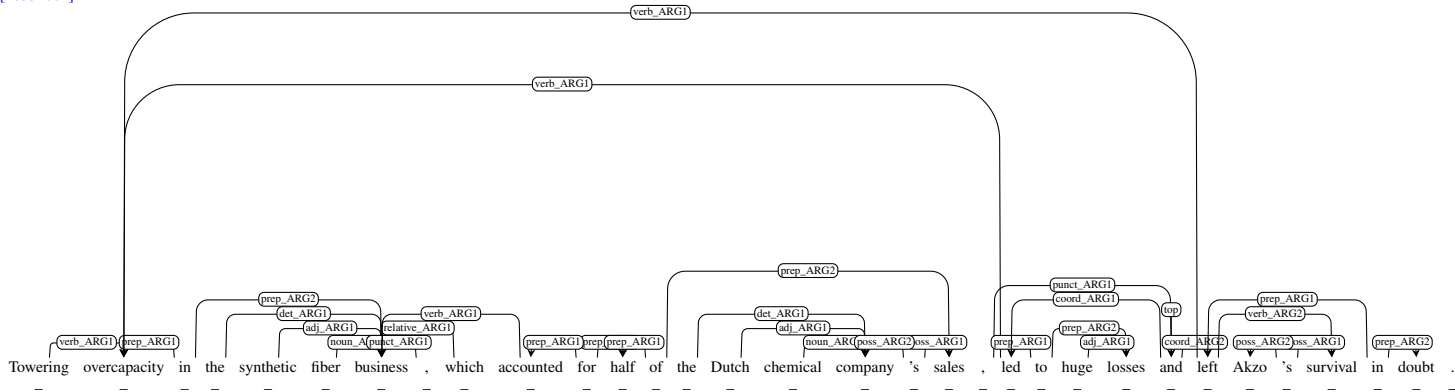 verb_ARG1
verb_ARG1
prep_ARG2
punct_ARG1
prep_ARG2 coord_ARG1 prep_ARG1
top
det_ARG1 verb_ARG1 det_ARG1 verb_ARG2
adj_ARG1 relative_ARG1 adj_ARG1 prep_ARG2
verb_ARG1 prep_ARG1 punct_ARG1 prep_ARG1 prep_ARG1 poss_ARG2 prep_ARG1 adj_ARG1 coord_ARG2 poss_ARG2 prep_ARG2
Towering overcapacity in the synthetic fiber business , which accounted for half of the Dutch chemical company 's sales , led to huge losses and left Akzo 's survival in doubt .